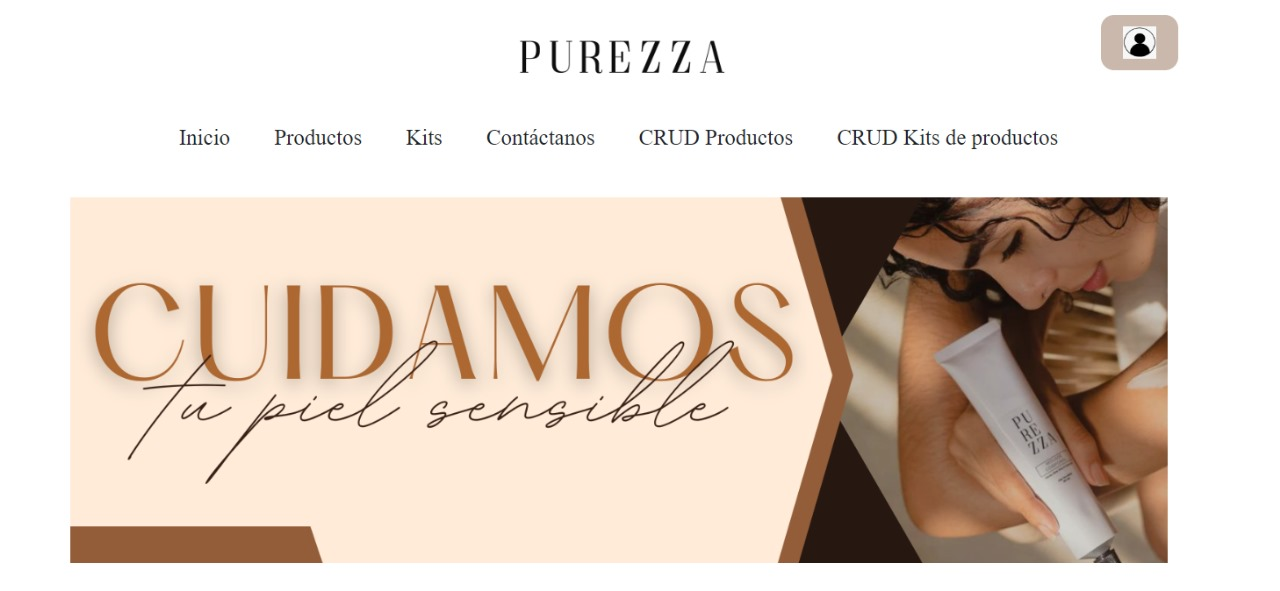 PUREZZA
Inicio Productos Kits Contáctanos CRUD Productos CRUD Kits de productos
CUIDAMOS
tu piel sensible
PU
RE
ZZA